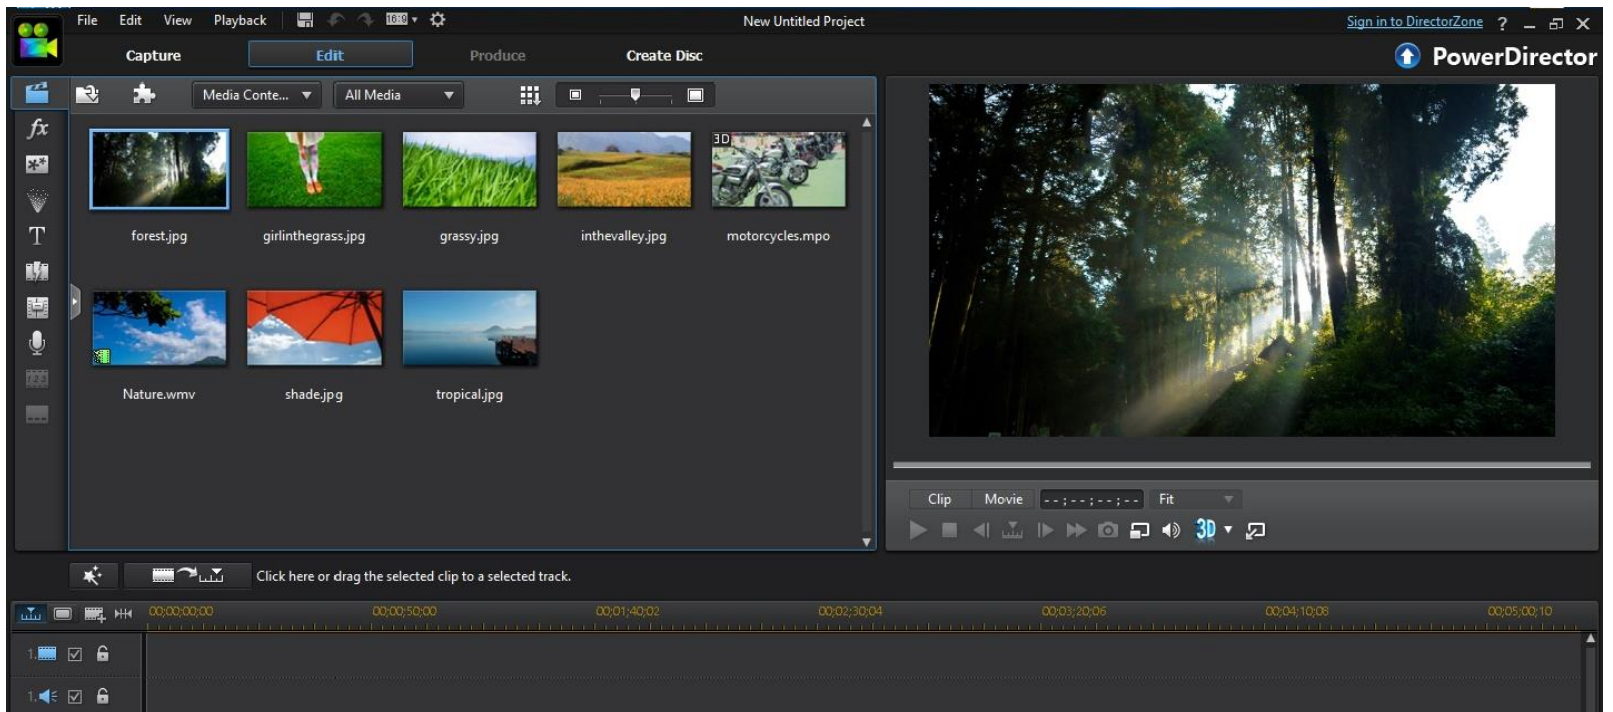 File Edit View Playback 16:9 New Untitled Project Sign in to DirectorZone ?
Capture Edit Produce Create Disc PowerDirector
Media Conte... All Media
fx
T
3D
forest.jpg girlinthegrass.jpg grassy.jpg inthevalley.jpg motorcycles.mpo
Nature.wmv shade.jpg tropical.jpg
Clip Movie --;--;--;-- Fit
3D
Click here or drag the selected clip to a selected track.
00;00;00;00 00;00;50;00 00;01;40;02 00;02;30;04 00;03;20;06 00;04;10;08 00;05;00;10
1.
1.